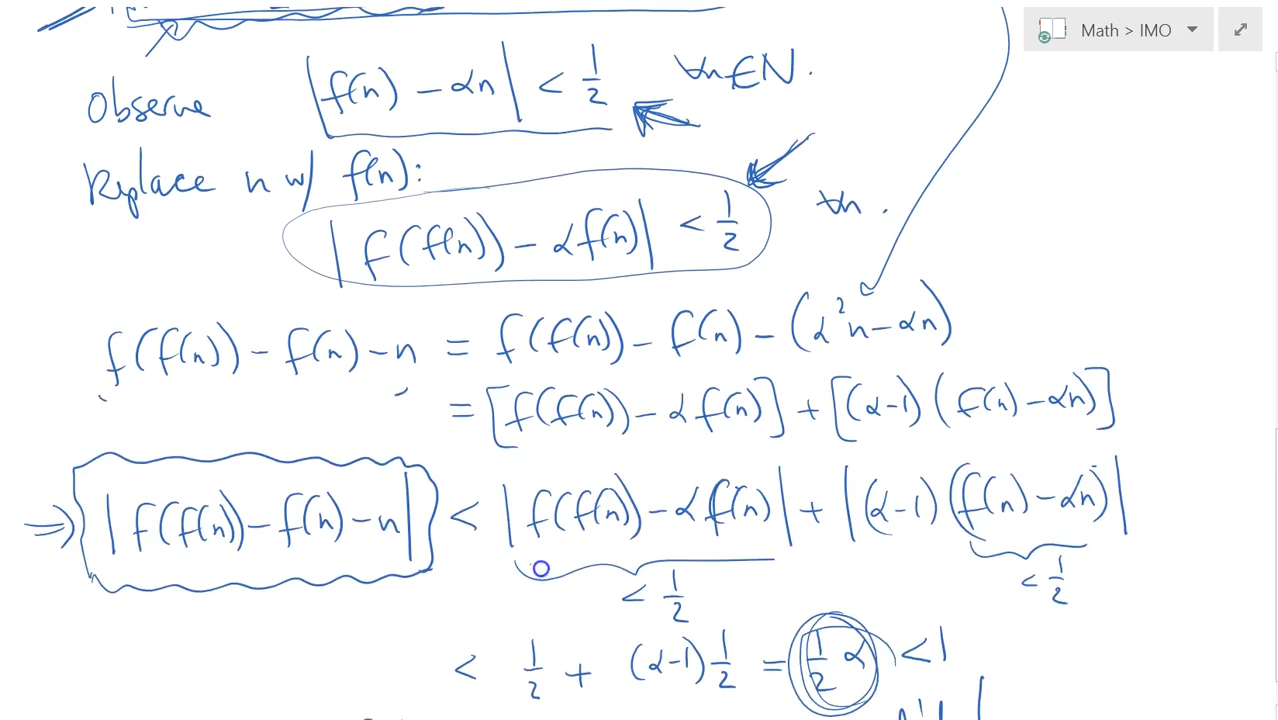 Math > IMO
Observe |f(n) - αn| < 1/2 ∀n∈N.
Replace n w/ f(n):
|f(f(n)) - αf(n)| < 1/2 ∀n.
f(f(n)) - f(n) - n = f(f(n)) - f(n) - (α²n - αn)
= [f(f(n)) - αf(n)] + [(α-1)(f(n) - αn)]
⇒ |f(f(n)) - f(n) - n| < |f(f(n)) - αf(n)| + |(α-1)(f(n) - αn)|
< 1/2 < 1/2
< 1/2 + (α-1) 1/2 = 1/2 α < 1